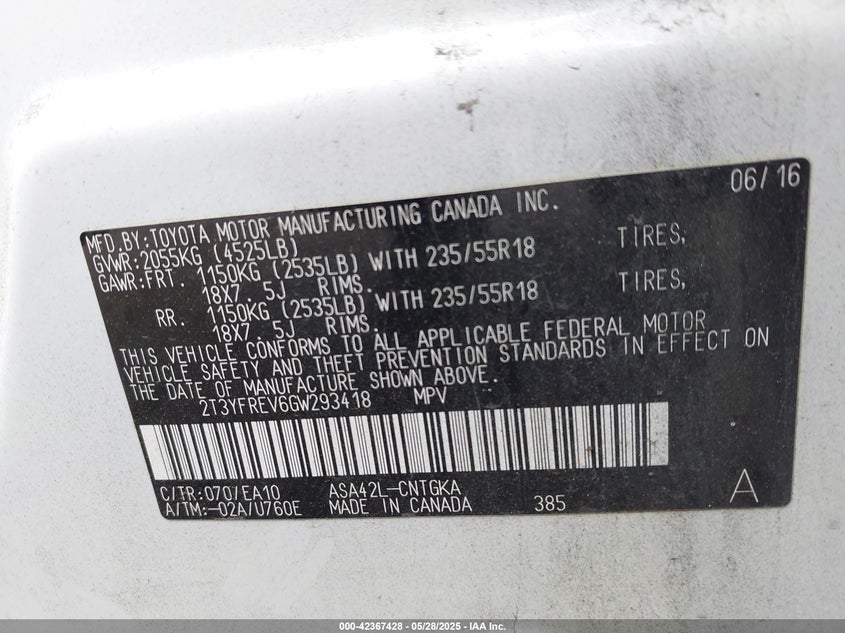 06/16
MFD.BY:TOYOTA MOTOR MANUFACTURING CANADA INC.
GVWR:2055KG (4525LB)
GAWR:FRT. 1150KG (2535LB) WITH 235/55R18 TIRES,
18X7. 5J RIMS.
RR. 1150KG (2535LB) WITH 235/55R18 TIRES,
18X7. 5J RIMS.
THIS VEHICLE CONFORMS TO ALL APPLICABLE FEDERAL MOTOR
VEHICLE SAFETY AND THEFT PREVENTION STANDARDS IN EFFECT ON
THE DATE OF MANUFACTURE SHOWN ABOVE.
2T3YFREV6GW293418 MPV
C/TR:070/EA10 ASA42L-CNTGKA
A/TM:-02A/U760E MADE IN CANADA 385 A
000-42367428 - 05/28/2025 - IAA Inc.